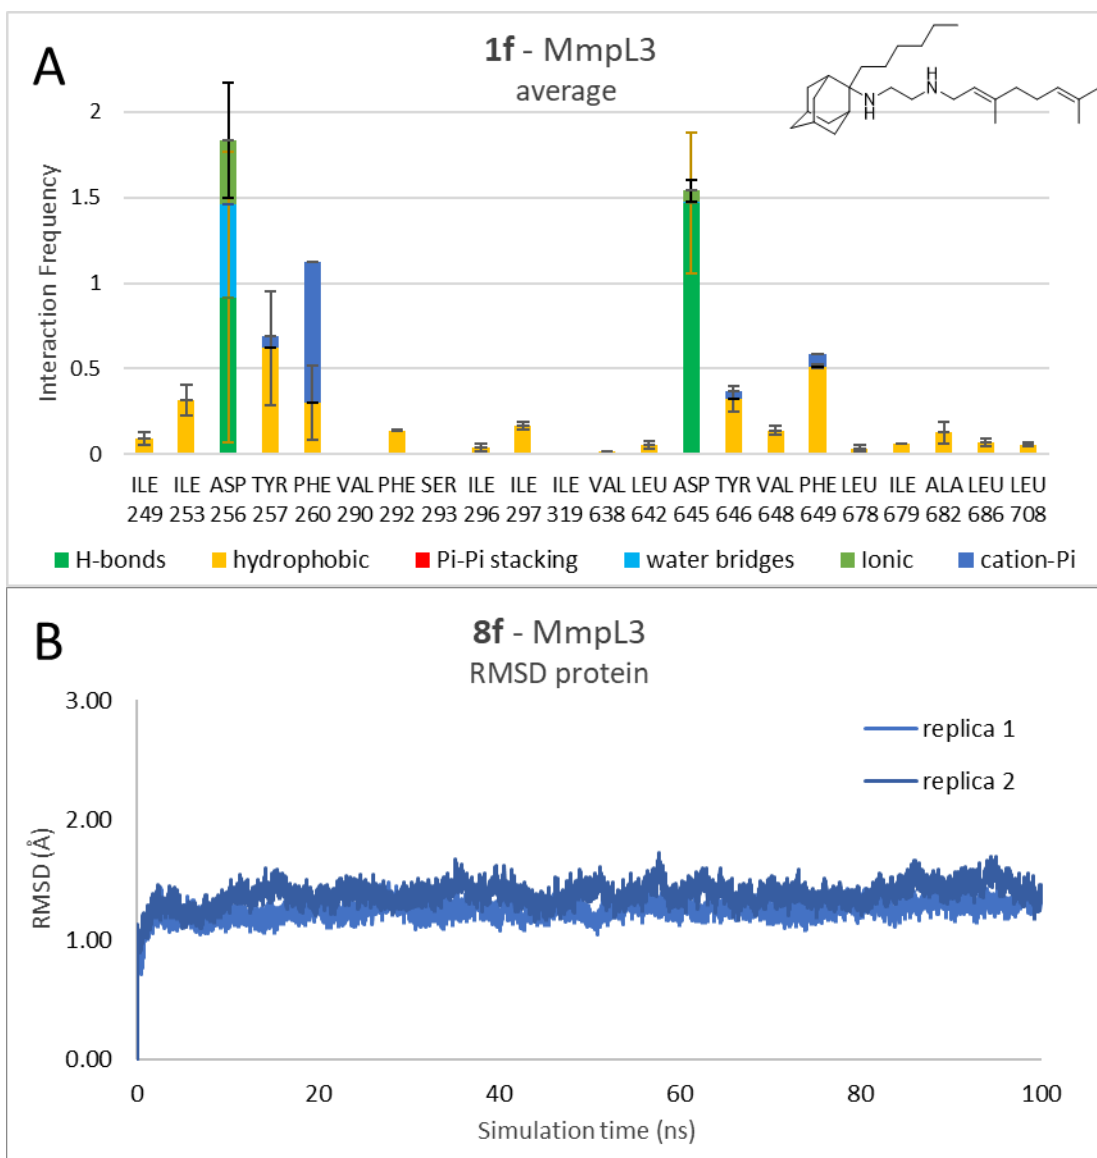 A
1f - MmpL3
average
H
N
N
H
Interaction Frequency
2
1.5
1
0.5
0
ILE ILE ASP TYR PHE VAL PHE SER ILE ILE ILE VAL LEU ASP TYR VAL PHE LEU ILE ALA LEU LEU
249 253 256 257 260 290 292 293 296 297 319 638 642 645 646 648 649 678 679 682 686 708
H-bonds hydrophobic Pi-Pi stacking water bridges Ionic cation-Pi
B
8f - MmpL3
RMSD protein
replica 1
replica 2
RMSD (Å)
3.00
2.00
1.00
0.00
0 20 40 60 80 100
Simulation time (ns)